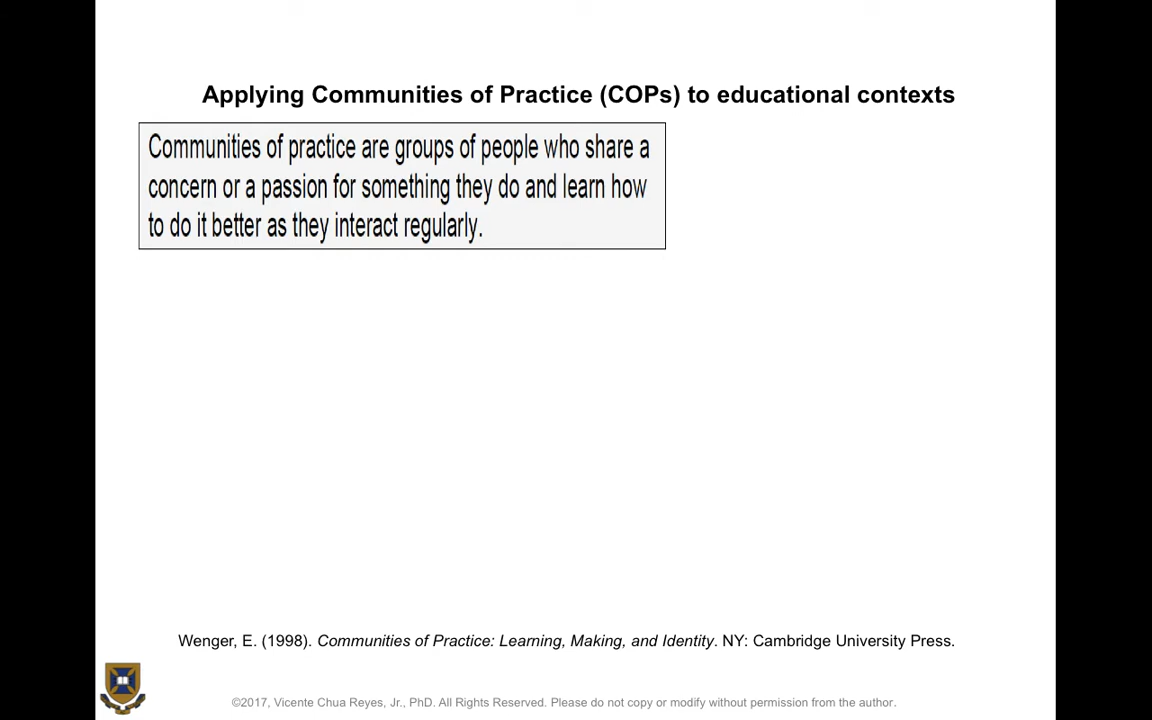 Applying Communities of Practice (COPs) to educational contexts
Communities of practice are groups of people who share a
concern or a passion for something they do and learn how
to do it better as they interact regularly.
Wenger, E. (1998). Communities of Practice: Learning, Making, and Identity. NY: Cambridge University Press.
©2017, Vicente Chua Reyes, Jr., PhD. All Rights Reserved. Please do not copy or modify without permission from the author.